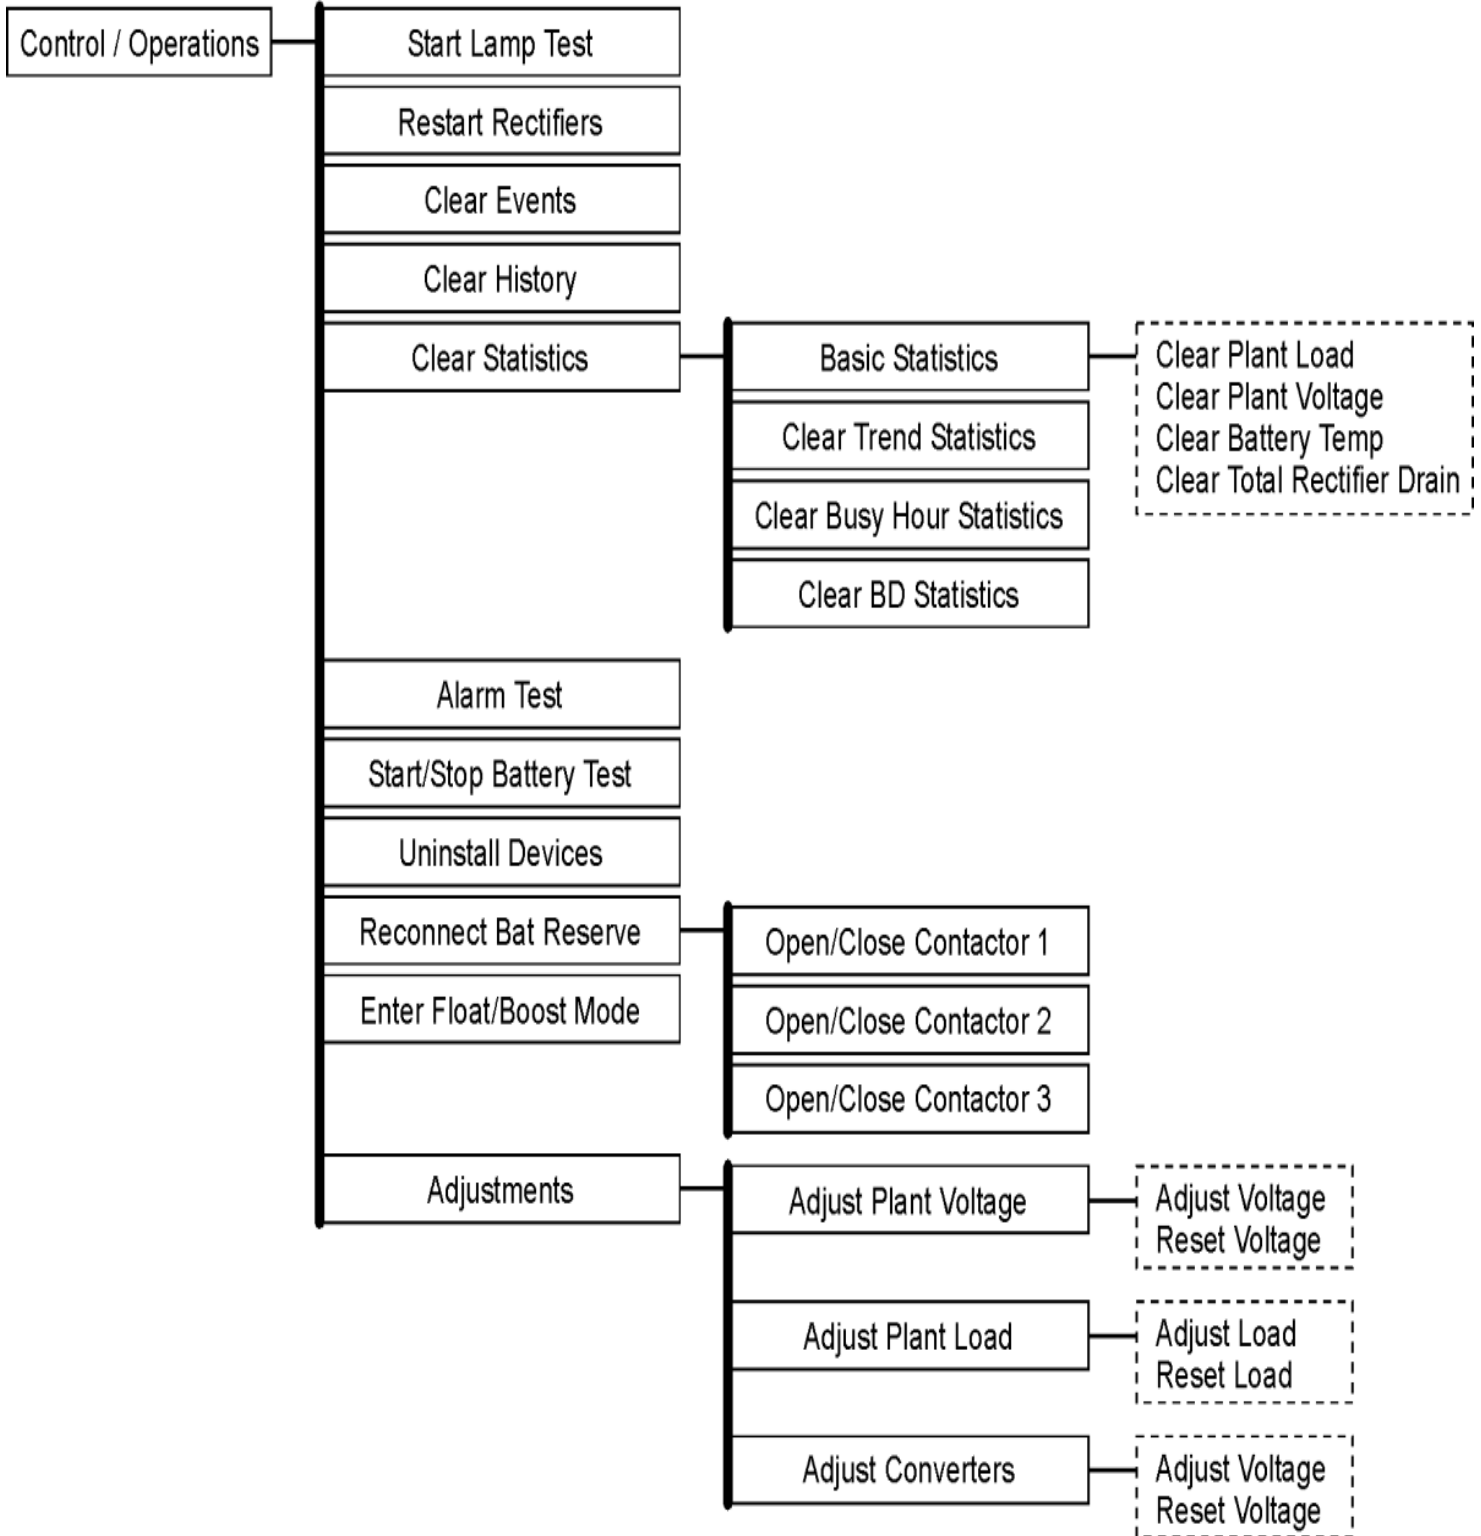 Control / Operations
Start Lamp Test
Restart Rectifiers
Clear Events
Clear History
Clear Statistics
Basic Statistics
Clear Plant Load
Clear Plant Voltage
Clear Battery Temp
Clear Total Rectifier Drain
Clear Trend Statistics
Clear Busy Hour Statistics
Clear BD Statistics
Alarm Test
Start/Stop Battery Test
Uninstall Devices
Reconnect Bat Reserve
Open/Close Contactor 1
Open/Close Contactor 2
Open/Close Contactor 3
Enter Float/Boost Mode
Adjustments
Adjust Plant Voltage
Adjust Voltage
Reset Voltage
Adjust Plant Load
Adjust Load
Reset Load
Adjust Converters
Adjust Voltage
Reset Voltage